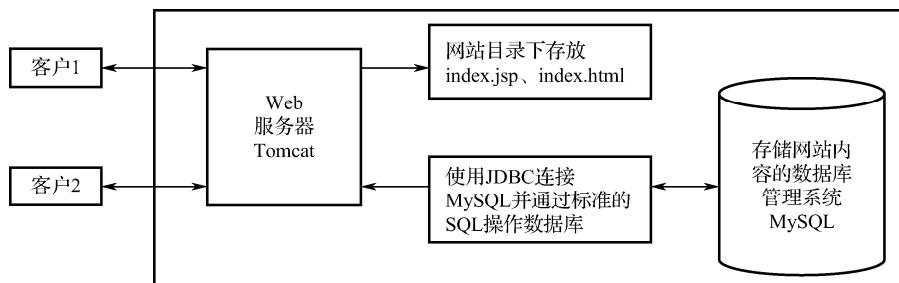 客户1
客户2
Web
服务器
Tomcat
网站目录下存放
index.jsp、index.html
使用JDBC连接
MySQL并通过标准的
SQL操作数据库
存储网站内
容的数据库
管理系统
MySQL